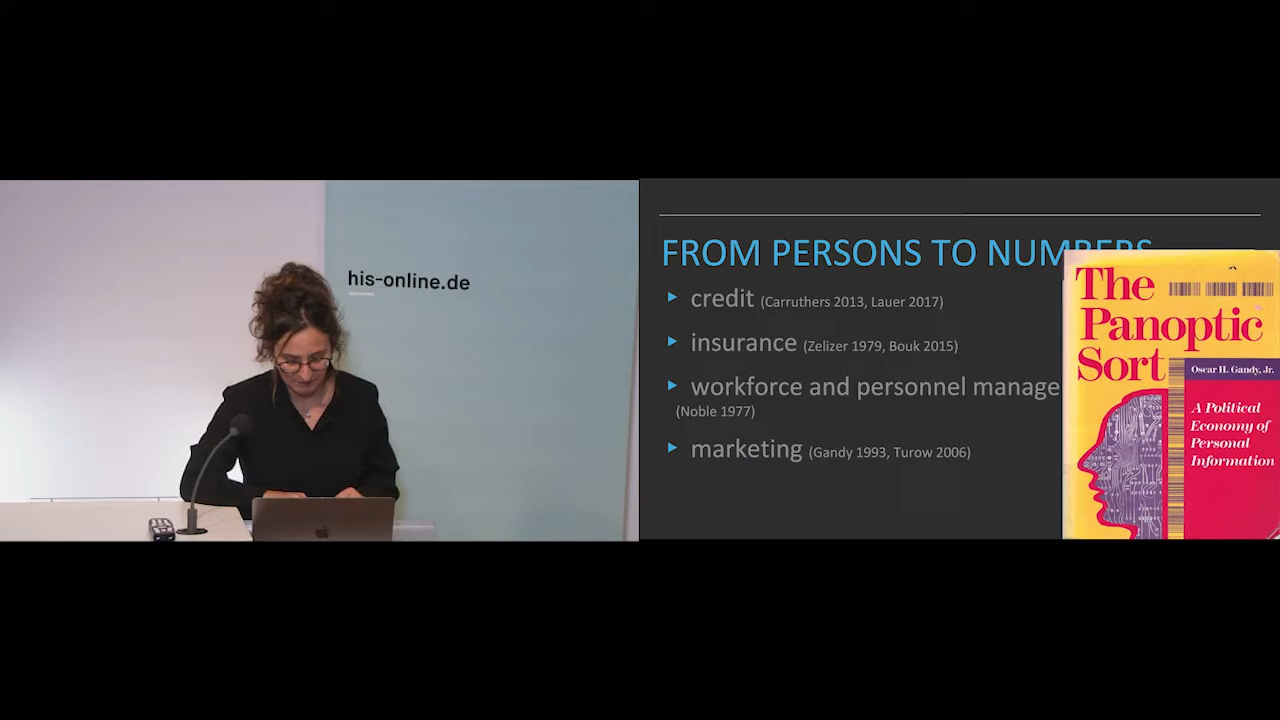 his-online.de
FROM PERSONS TO NUMBERS
credit (Carruthers 2013, Lauer 2017)
insurance (Zelizer 1979, Bouk 2015)
workforce and personnel manage
(Noble 1977)
marketing (Gandy 1993, Turow 2006)
The
Panoptic
Sort
Oscar H. Gandy, Jr.
A Political
Economy of
Personal
Information